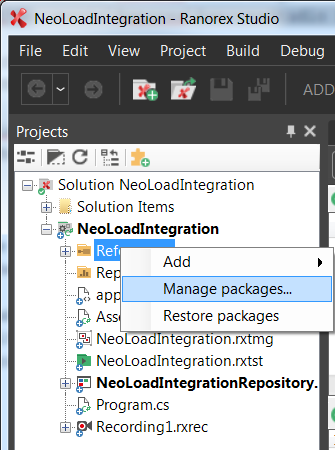 NeoLoadIntegration - Ranorex Studio
File Edit View Project Build Debug
ADD
Projects
Solution NeoLoadIntegration
Solution Items
NeoLoadIntegration
Refe
Add
Rep
Manage packages...
app
Asse
Restore packages
NeoLoadIntegration.rxtmg
NeoLoadIntegration.rxtst
NeoLoadIntegrationRepository.
Program.cs
Recording1.rxrec